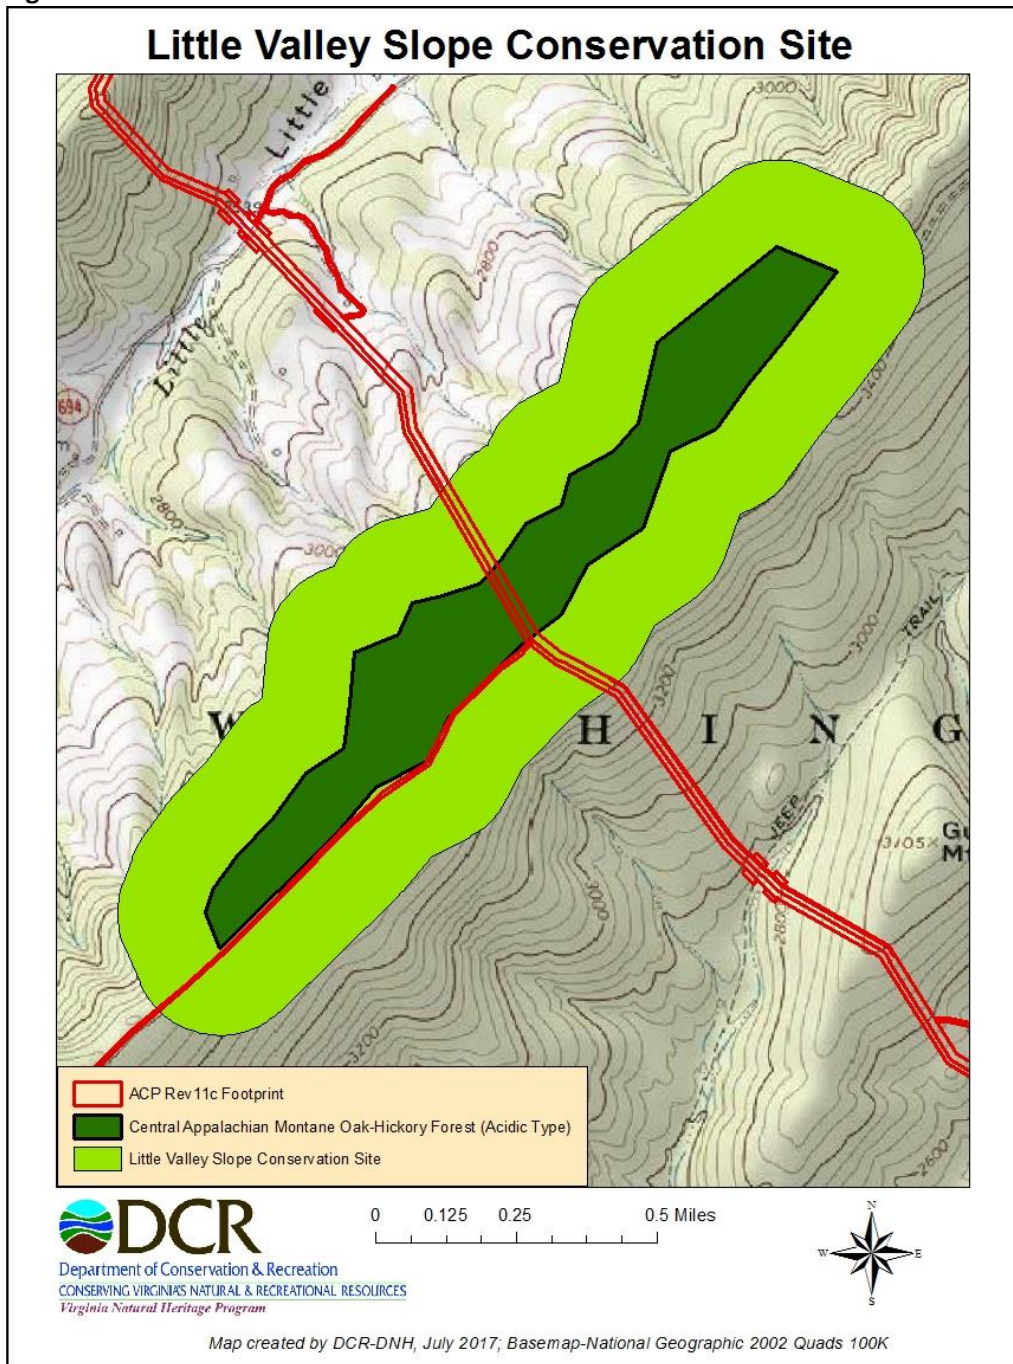 Little Valley Slope Conservation Site
3000
Little
2800
Little
694
3400
2800
3000
TRAIL
3000
3200
W
H I N G
JEEP
3105×
Gu
Mt
3000
2800
3200
2600
ACP Rev11c Footprint
Central Appalachian Montane Oak-Hickory Forest (Acidic Type)
Little Valley Slope Conservation Site
DCR
Department of Conservation & Recreation
CONSERVING VIRGINIA'S NATURAL & RECREATIONAL RESOURCES
Virginia Natural Heritage Program
0 0.125 0.25 0.5 Miles
N
W E
S
Map created by DCR-DNH, July 2017; Basemap-National Geographic 2002 Quads 100K